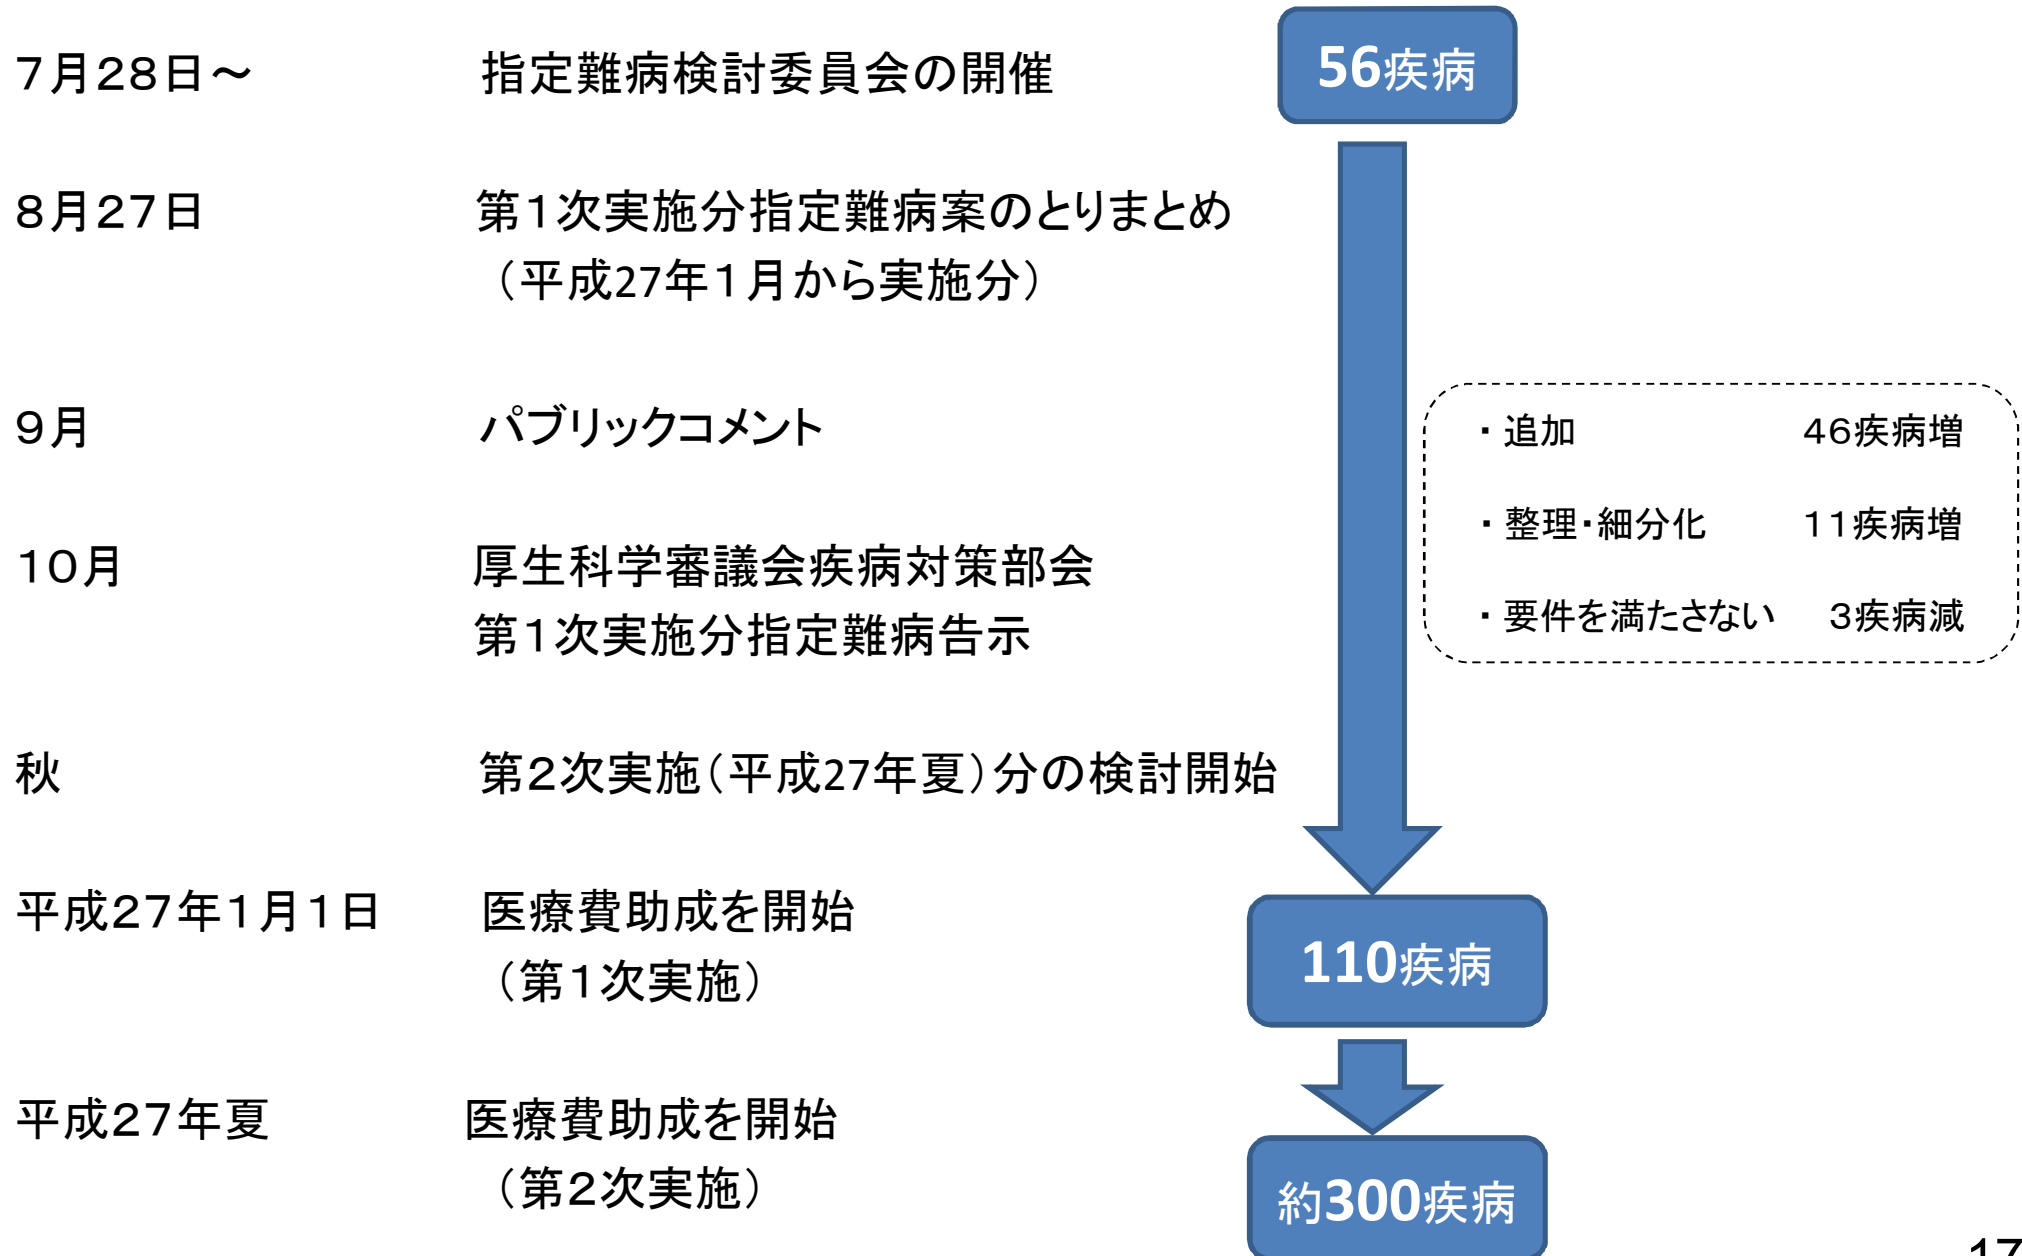 ７月２８日～　指定難病検討委員会の開催　56疾病
８月２７日　第１次実施分指定難病案のとりまとめ
（平成27年１月から実施分）
９月　パブリックコメント
・追加　４６疾病増
・整理・細分化　１１疾病増
・要件を満たさない　３疾病減
１０月　厚生科学審議会疾病対策部会
第１次実施分指定難病告示
秋　第２次実施（平成27年夏）分の検討開始
平成２７年１月１日　医療費助成を開始
（第１次実施）
110疾病
平成２７年夏　医療費助成を開始
（第２次実施）
約300疾病
17